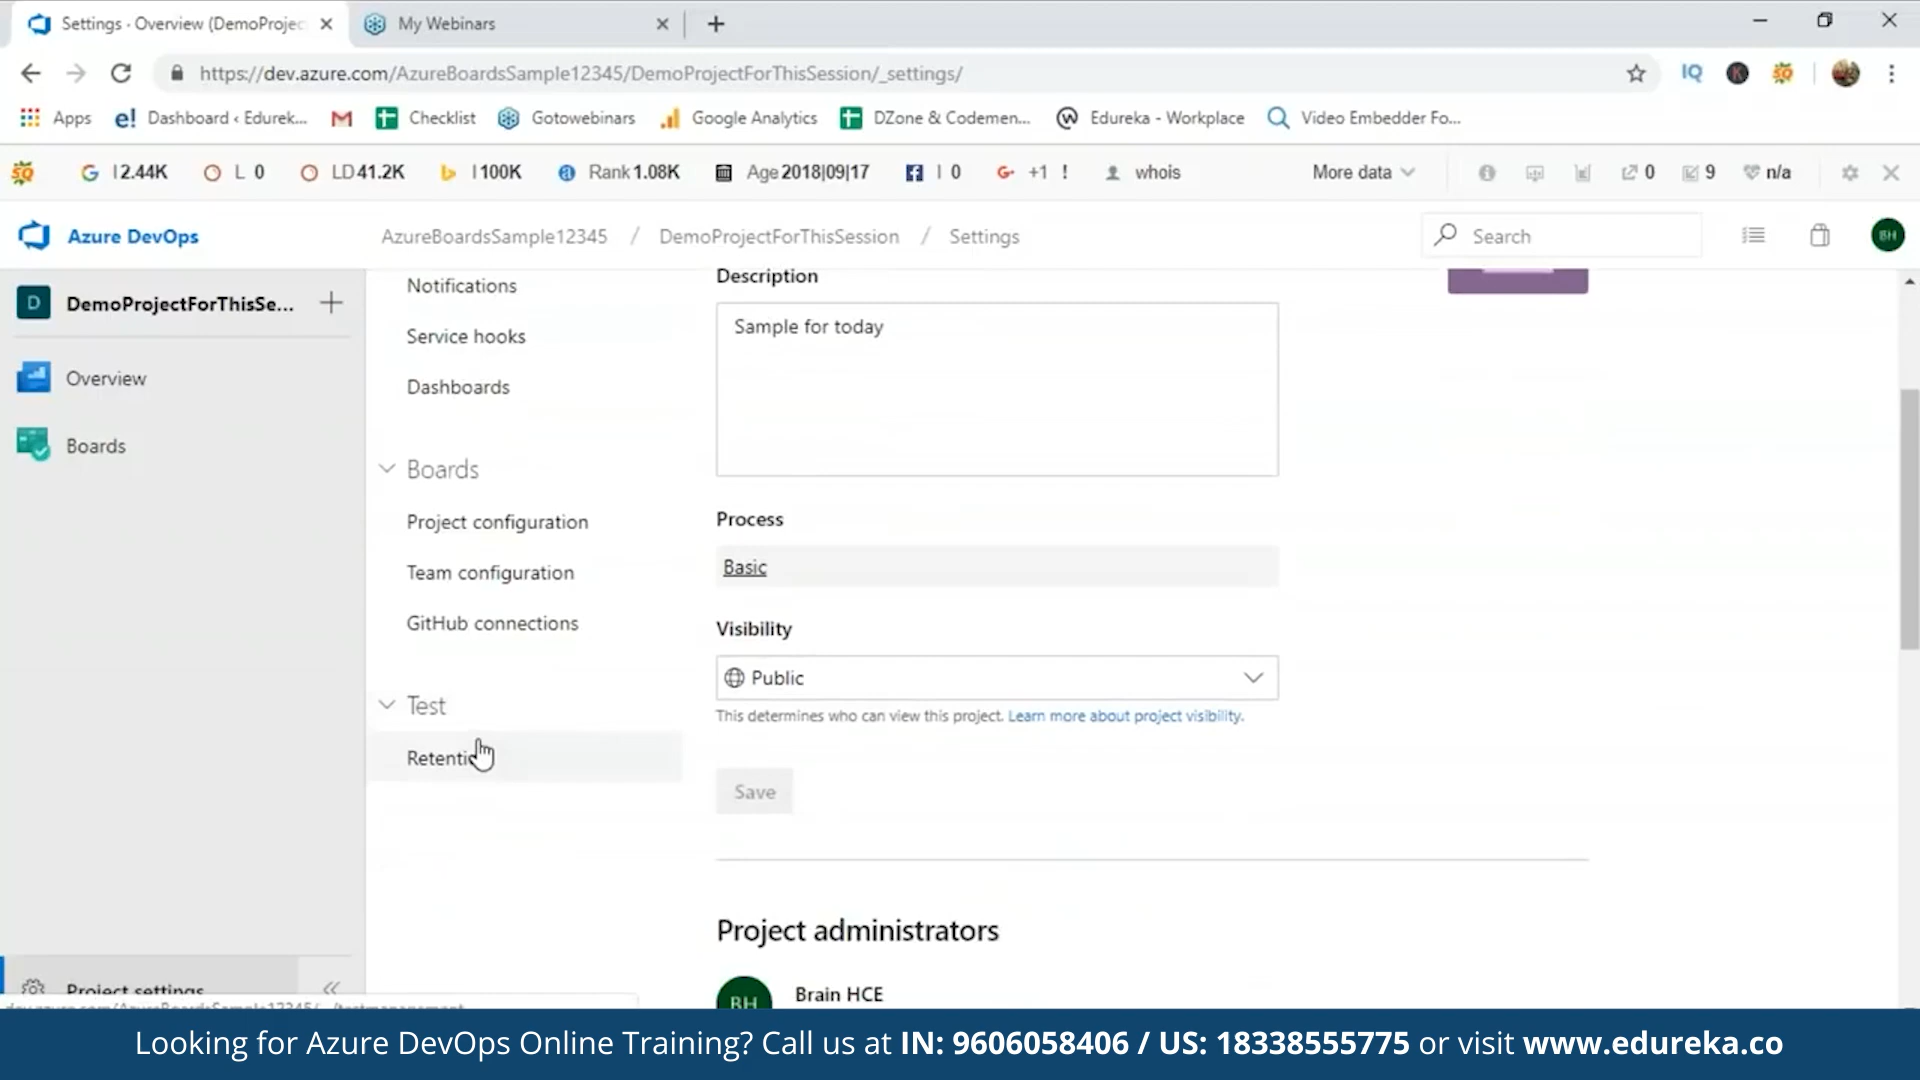 Settings - Overview (DemoProjec
My Webinars
https://dev.azure.com/AzureBoardsSample12345/DemoProjectForThisSession/_settings/
IQ
K
SQ
Apps
e! Dashboard ‹ Edurek...
Checklist
Gotowebinars
Google Analytics
DZone & Codemen...
Edureka - Workplace
Video Embedder Fo...
SQ
G I 2.44K
L 0
LD 41.2K
I 100K
Rank 1.08K
Age 2018|09|17
I 0
G+ +1 !
whois
More data
0
9
n/a
Azure DevOps
AzureBoardsSample12345 / DemoProjectForThisSession / Settings
Search
BH
D DemoProjectForThisSe...
Overview
Boards
Project settings
Notifications
Service hooks
Dashboards
Boards
Project configuration
Team configuration
GitHub connections
Test
Description
Sample for today
Process
Basic
Visibility
Public
This determines who can view this project. Learn more about project visibility.
Save
Project administrators
BH
Brain HCE
Looking for Azure DevOps Online Training? Call us at IN: 9606058406 / US: 18338555775 or visit www.edureka.co